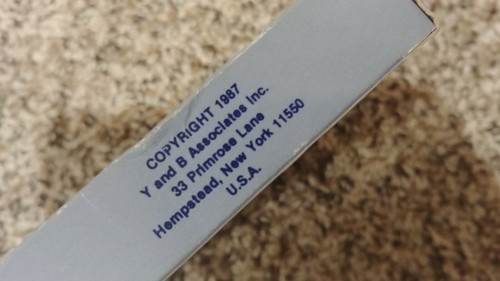 COPYRIGHT 1987
Y and B Associates Inc.
33 Primrose Lane
Hempstead, New York 11550
U.S.A.